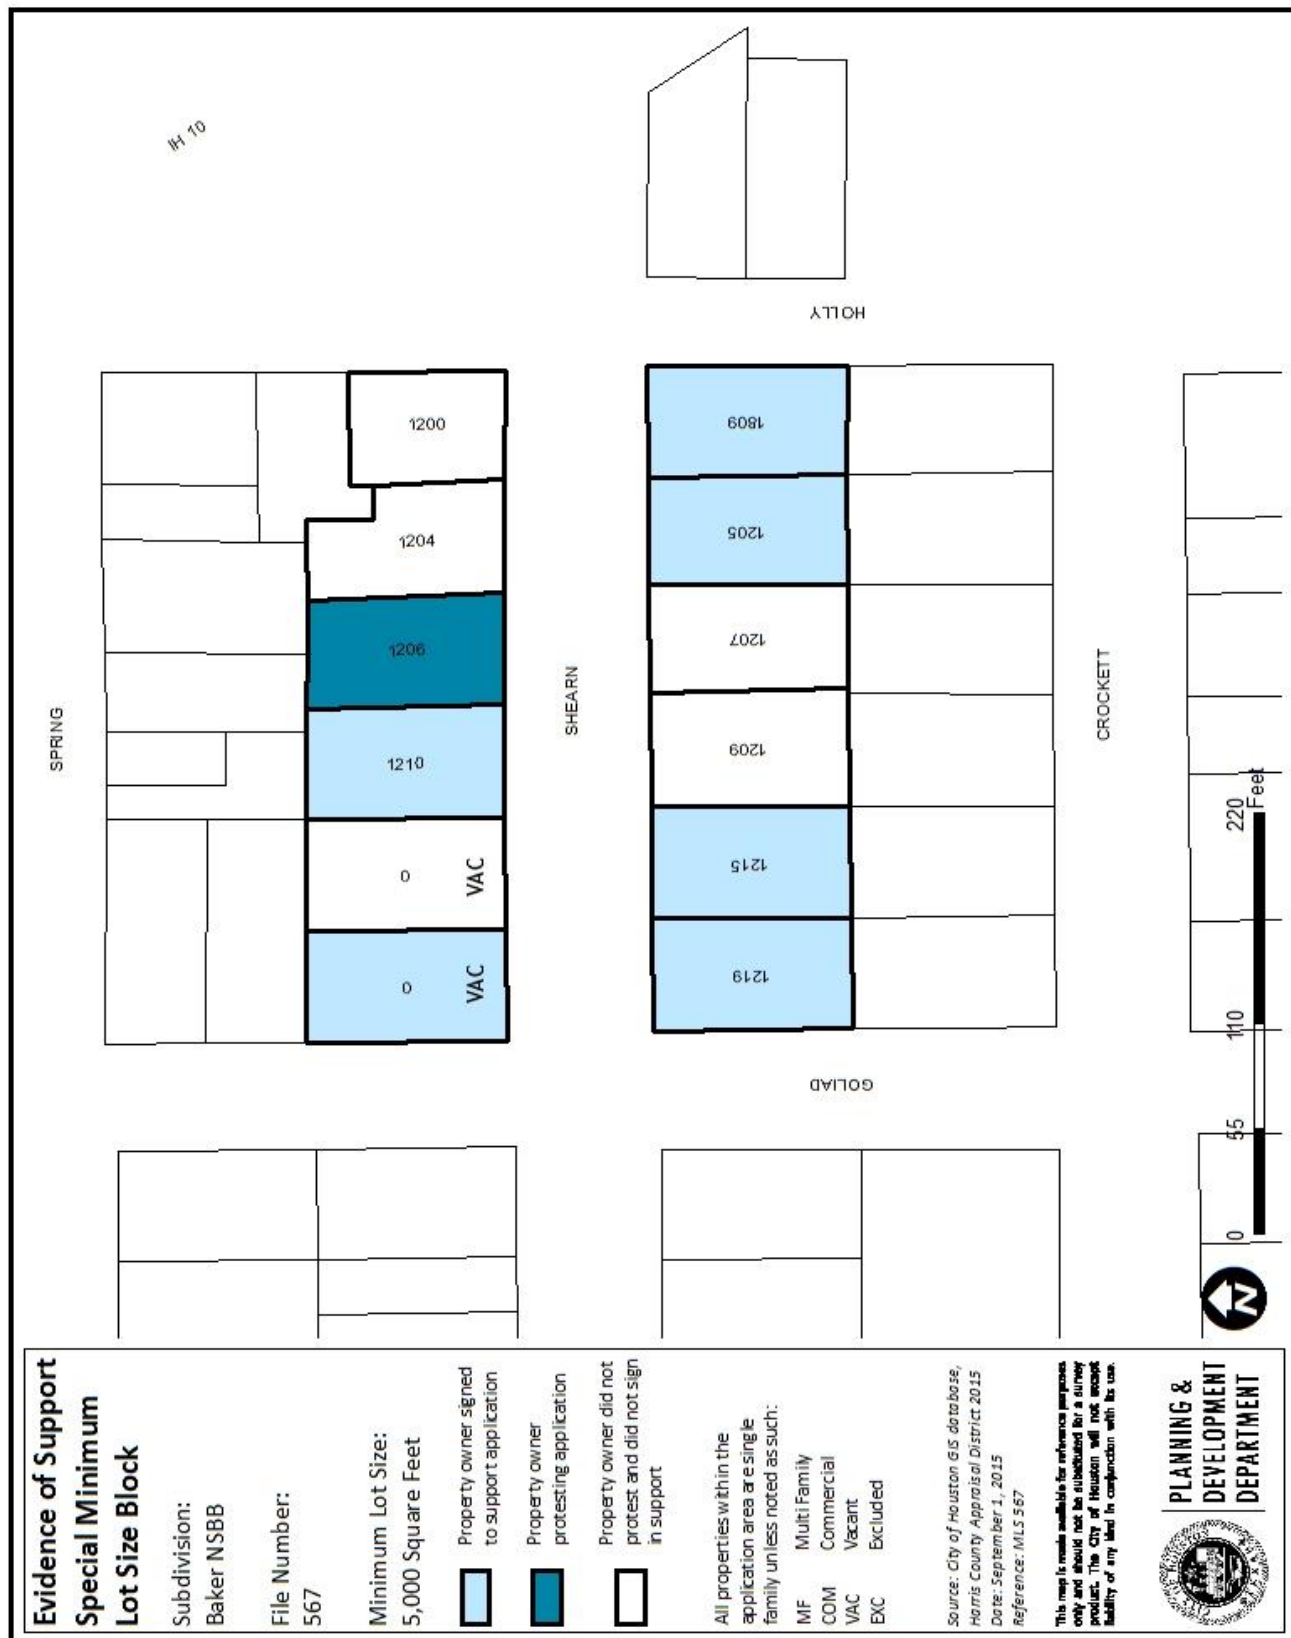 Evidence of Support
Special Minimum
Lot Size Block
Subdivision:
Baker NSBB
File Number:
567
Minimum Lot Size:
5,000 Square Feet
Property owner signed
to support application
Property owner
protesting application
Property owner did not
protest and did not sign
in support
All properties within the
application area are single
family unless noted as such:
MF Multi Family
COM Commercial
VAC Vacant
EXC Excluded
Source: City of Houston GIS database,
Harris County Appraisal District 2015
Date: September 1, 2015
Reference: MLS 567
This map is made available for reference purposes
only and should not be substituted for a survey
product. The City of Houston will not accept
liability of any kind in conjunction with its use.
PLANNING &
DEVELOPMENT
DEPARTMENT
SPRING
IH 10
0
VAC
0
VAC
1210
1206
1204
1200
SHEARN
GOLIAD
HOLLY
1219
1215
1209
1207
1205
1809
CROCKETT
N
0 55 110 220
Feet